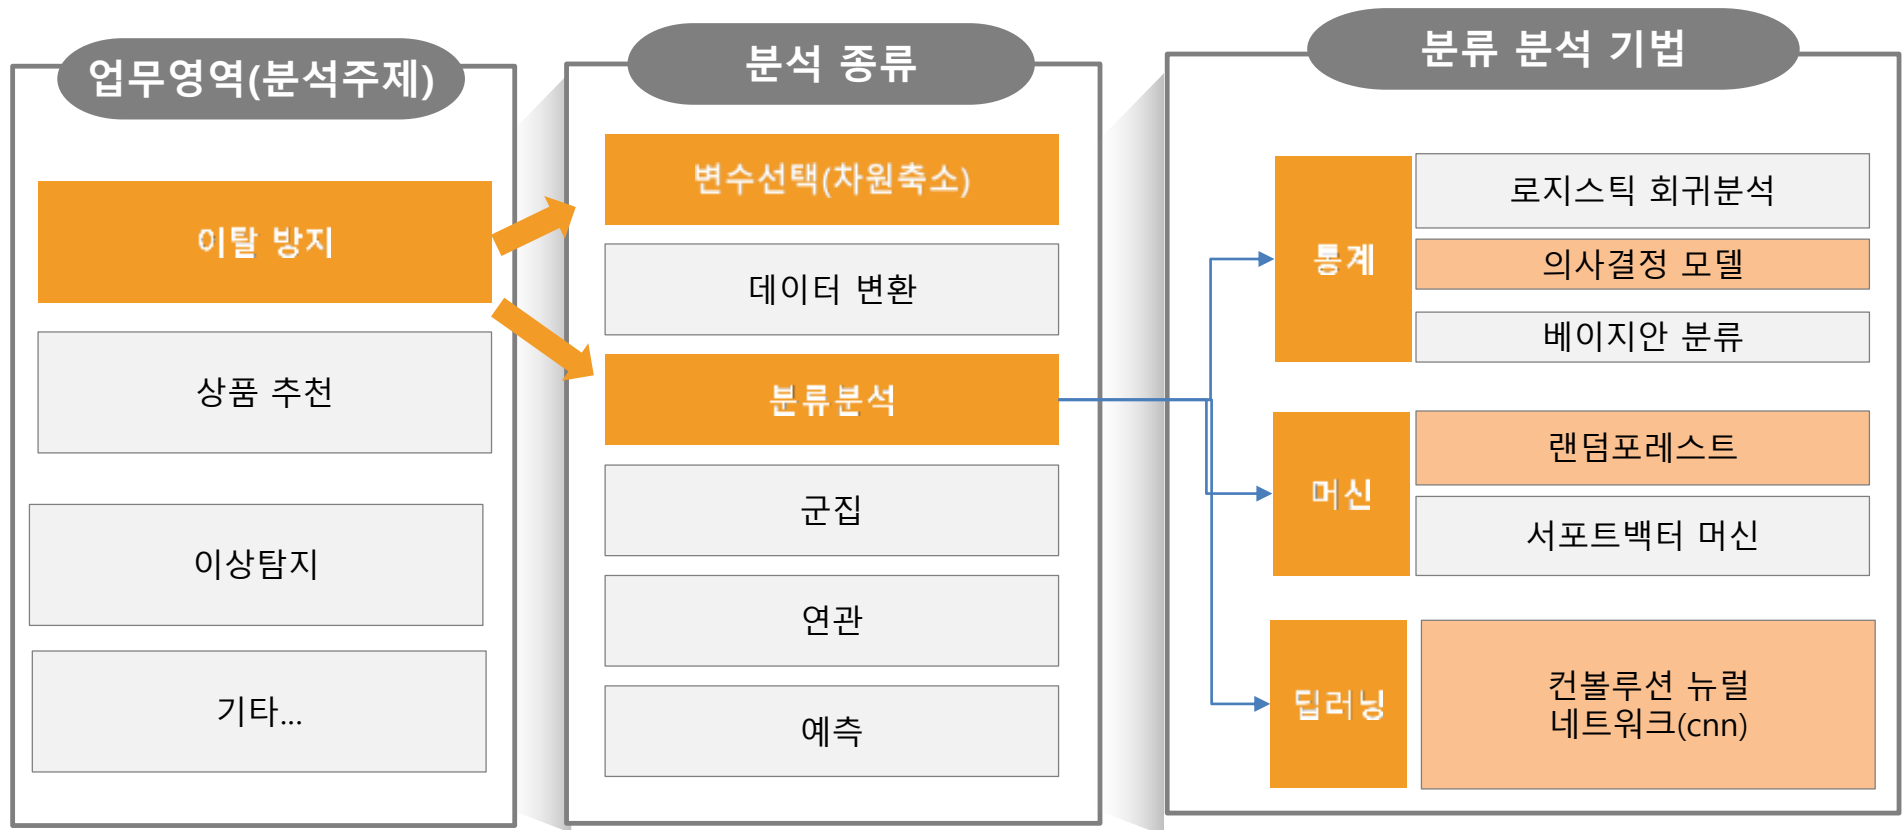 업무영역(분석주제)
이탈 방지
상품 추천
이상탐지
기타...
분석 종류
변수선택(차원축소)
데이터 변환
분류분석
군집
연관
예측
분류 분석 기법
통계
로지스틱 회귀분석
의사결정 모델
베이지안 분류
머신
랜덤포레스트
서포트백터 머신
딥러닝
컨볼루션 뉴럴
네트워크(cnn)